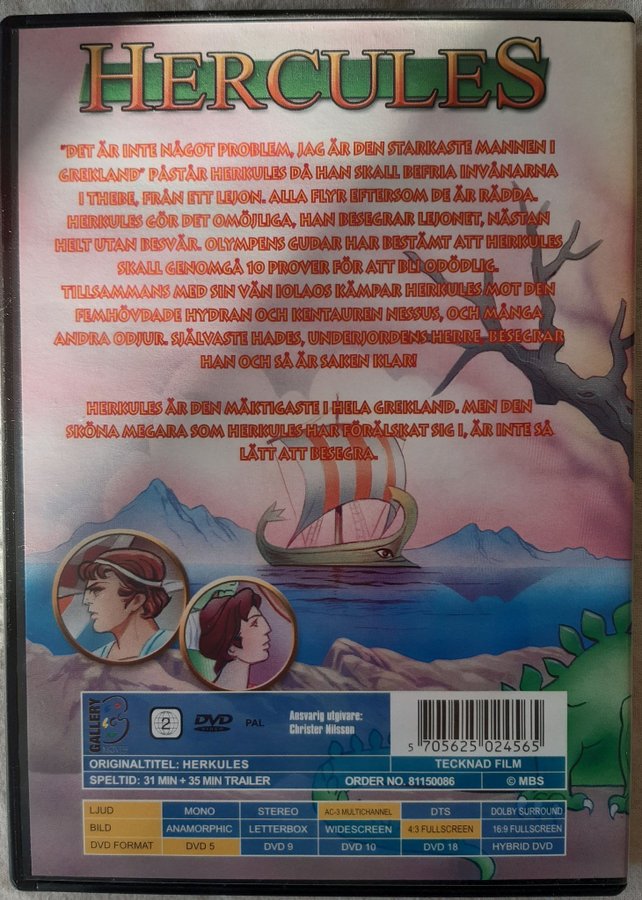 HERCULES
"DET ÄR INTE NÅGOT PROBLEM, JAG ÄR DEN STARKASTE MANNEN I
GREKLAND" PÅSTÅR HERKULES DÅ HAN SKALL BEFRIA INVÅNARNA
I THEBE, FRÅN ETT LEJON. ALLA FLYR EFTERSOM DE ÄR RÄDDA.
HERKULES GÖR DET OMÖJLIGA, HAN BESEGRAR LEJONET, NÄSTAN
HELT UTAN BESVÄR. OLYMPENS GUDAR HAR BESTÄMT ATT HERKULES
SKALL GENOMGÅ 10 PROVER FÖR ATT BLI ODÖDLIG.
TILLSAMMANS MED SIN VÄN IOLAOS KÄMPAR HERKULES MOT DEN
FEMHÖVDADE HYDRAN OCH KENTAUREN NESSUS, OCH MÅNGA
ANDRA ODJUR. SJÄLVASTE HADES, UNDERJORDENS HERRE, BESEGRAR
HAN OCH SÅ ÄR SAKEN KLAR!
HERKULES ÄR DEN MÄKTIGASTE I HELA GREKLAND. MEN DEN
SKÖNA MEGARA SOM HERKULES HAR FÖRÄLSKAT SIG I, ÄR INTE SÅ
LÄTT ATT BESEGRA.
GALLERY
2
DVD
VIDEO
PAL
Ansvarig utgivare:
Christer Nilsson
5 705625 024565
ORIGINALTITEL: HERKULES TECKNAD FILM
SPELTID: 31 MIN + 35 MIN TRAILER ORDER NO. 81150086 © MBS
LJUD MONO STEREO AC-3 MULTICHANNEL DTS DOLBY SURROUND
BILD ANAMORPHIC LETTERBOX WIDESCREEN 4:3 FULLSCREEN 16:9 FULLSCREEN
DVD FORMAT DVD 5 DVD 9 DVD 10 DVD 18 HYBRID DVD